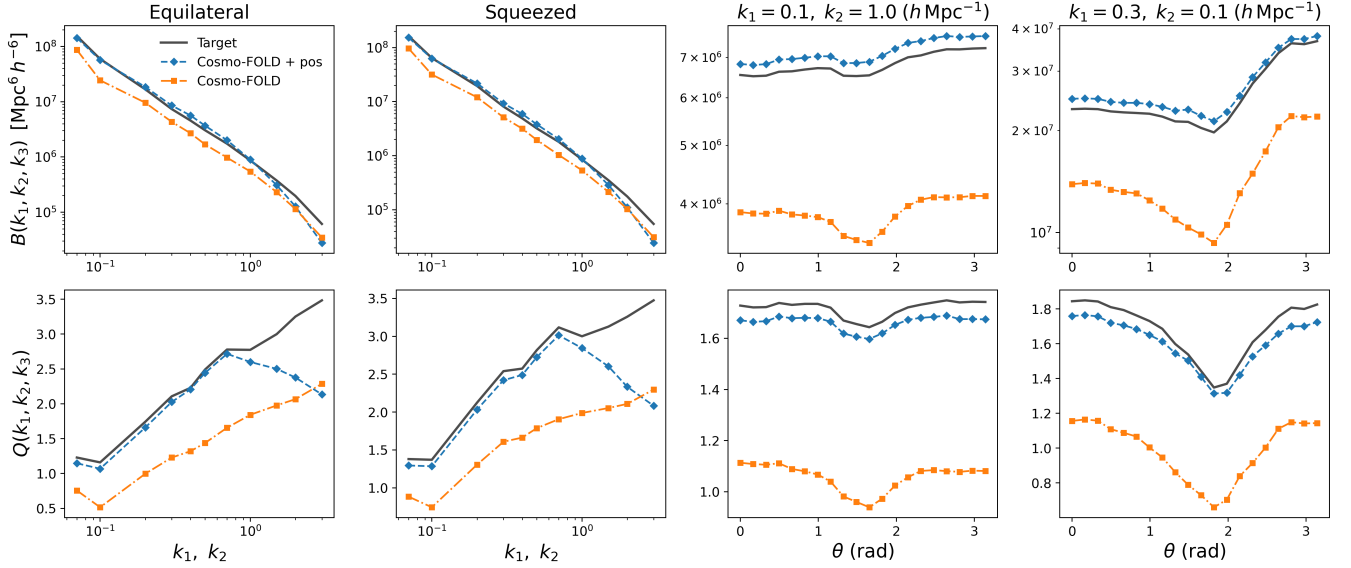 Equilateral
Squeezed
k₁ = 0.1, k₂ = 1.0 (h Mpc⁻¹)
k₁ = 0.3, k₂ = 0.1 (h Mpc⁻¹)
B(k₁, k₂, k₃) [Mpc⁶ h⁻⁶]
Target
Cosmo-FOLD + pos
Cosmo-FOLD
10⁸
10⁷
10⁶
10⁵
10⁻¹ 10⁰
10⁸
10⁷
10⁶
10⁵
10⁻¹ 10⁰
7 × 10⁶
6 × 10⁶
5 × 10⁶
4 × 10⁶
0 1 2 3
4 × 10⁷
3 × 10⁷
2 × 10⁷
10⁷
0 1 2 3
Q(k₁, k₂, k₃)
3.5
3.0
2.5
2.0
1.5
1.0
0.5
10⁻¹ 10⁰
k₁, k₂
3.5
3.0
2.5
2.0
1.5
1.0
10⁻¹ 10⁰
k₁, k₂
1.6
1.4
1.2
1.0
0 1 2 3
θ (rad)
1.8
1.6
1.4
1.2
1.0
0.8
0 1 2 3
θ (rad)